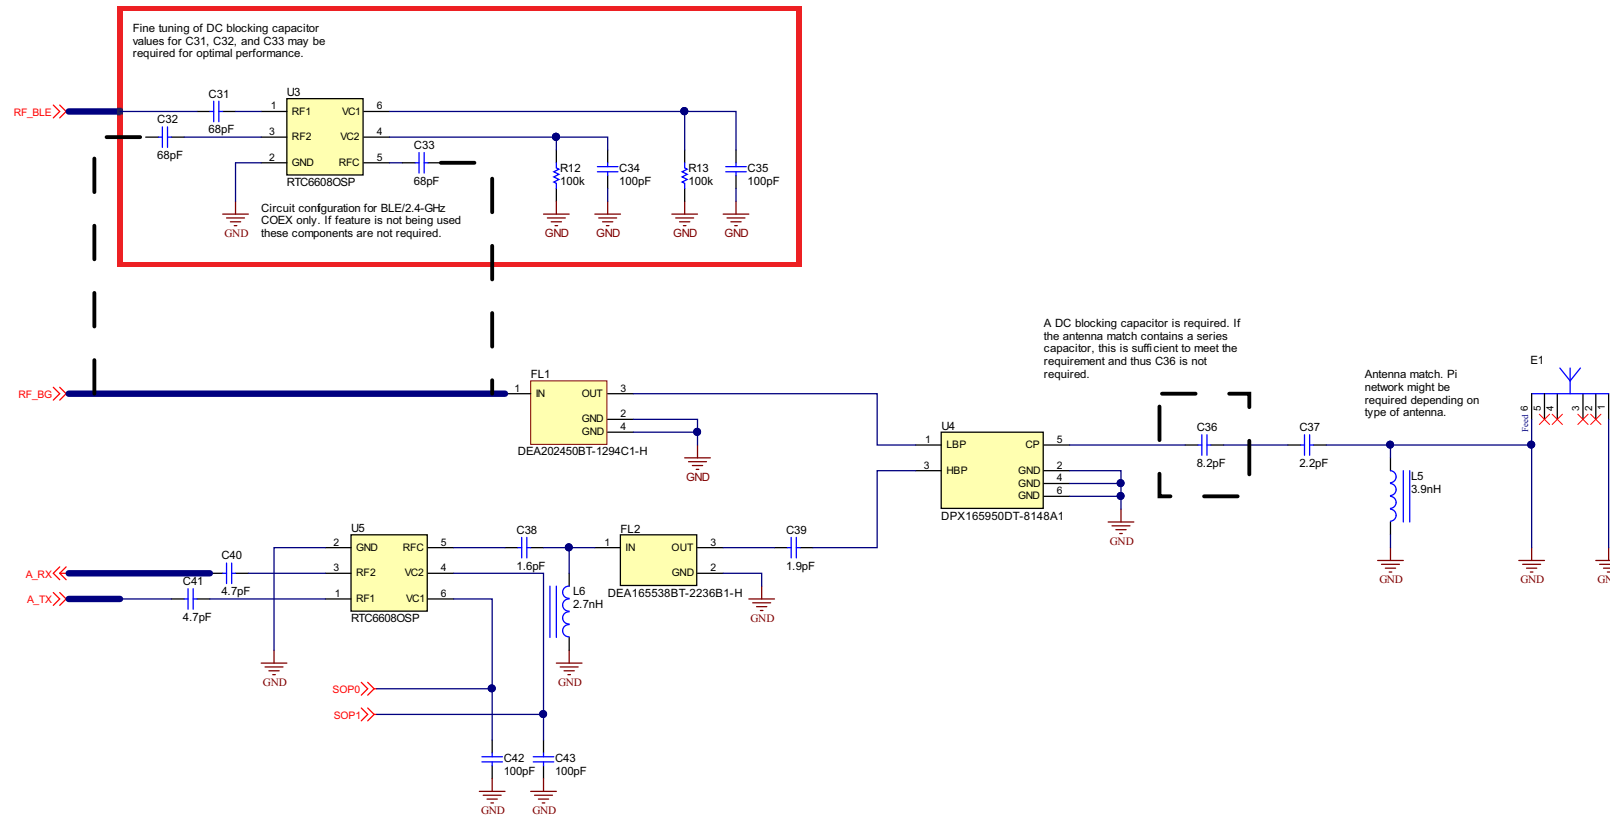 Fine tuning of DC blocking capacitor
values for C31, C32, and C33 may be
required for optimal performance.
RF_BLE
C31
68pF
C32
68pF
U3
1 RF1 VC1 6
3 RF2 VC2 4
2 GND RFC 5
RTC6608OSP
C33
68pF
R12
100k
C34
100pF
R13
100k
C35
100pF
GND
GND
GND
GND
GND
Circuit configuration for BLE/2.4-GHz
COEX only. If feature is not being used
these components are not required.
RF_BG
FL1
1 IN OUT 3
GND 2
GND 4
DEA202450BT-1294C1-H
GND
A DC blocking capacitor is required. If
the antenna match contains a series
capacitor, this is sufficient to meet the
requirement and thus C36 is not
required.
U4
1 LBP CP 5
3 HBP GND 2
GND 4
GND 6
DPX165950DT-8148A1
GND
C36
8.2pF
C37
2.2pF
Antenna match. Pi
network might be
required depending on
type of antenna.
L5
3.9nH
GND
E1
Feed 6 5 4 3 2 1
GND
GN
A_RX
A_TX
C40
4.7pF
C41
4.7pF
U5
2 GND RFC 5
3 RF2 VC2 4
1 RF1 VC1 6
RTC6608OSP
GND
C38
1.6pF
L6
2.7nH
GND
FL2
1 IN OUT 3
GND 2
DEA165538BT-2236B1-H
GND
C39
1.9pF
SOP0
SOP1
C42
100pF
C43
100pF
GND
GND